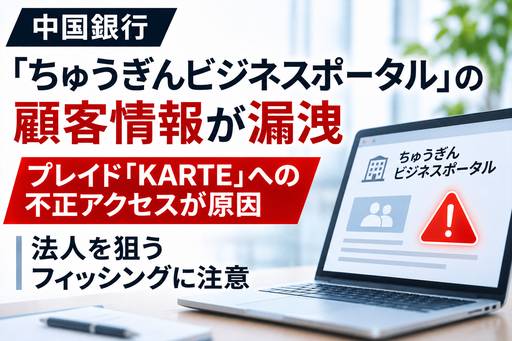 中国銀行
「ちゅうぎんビジネスポータル」の
顧客情報が漏洩
プレイド「KARTE」への
不正アクセスが原因
法人を狙う
フィッシングに注意
ちゅうぎん
ビジネスポータル